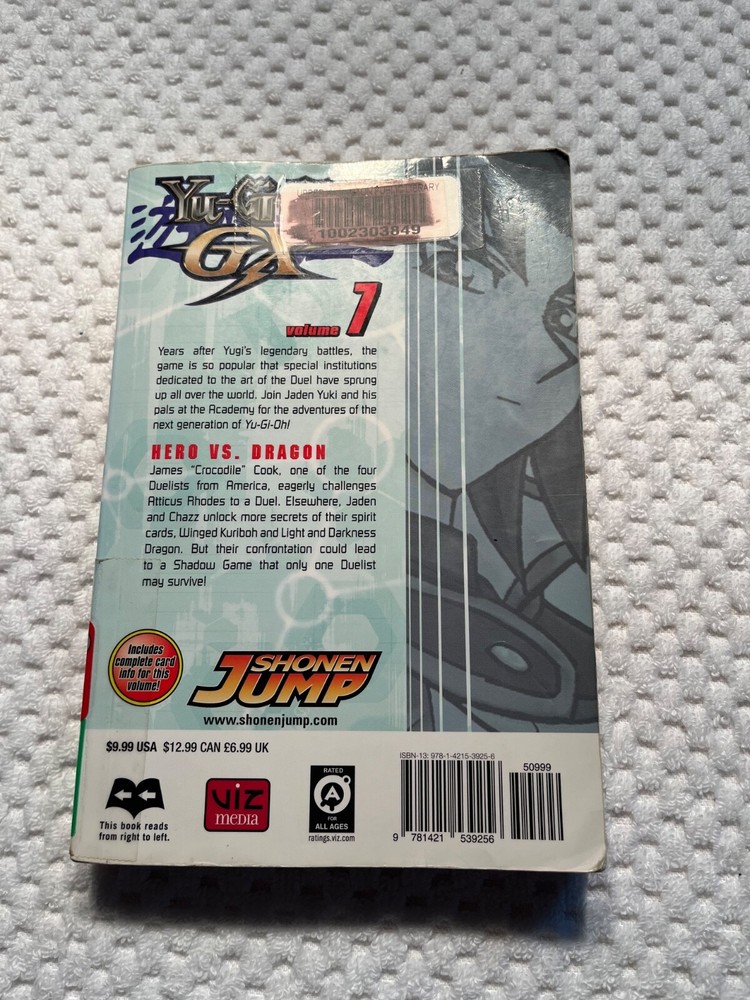 Yu-Gi
GX
1002303849
volume 7
Years after Yugi's legendary battles, the
game is so popular that special institutions
dedicated to the art of the Duel have sprung
up all over the world. Join Jaden Yuki and his
pals at the Academy for the adventures of the
next generation of Yu-Gi-Oh!
HERO VS. DRAGON
James "Crocodile" Cook, one of the four
Duelists from America, eagerly challenges
Atticus Rhodes to a Duel. Elsewhere, Jaden
and Chazz unlock more secrets of their spirit
cards, Winged Kuriboh and Light and Darkness
Dragon. But their confrontation could lead
to a Shadow Game that only one Duelist
may survive!
Includes
complete card
info for this
volume!
SHONEN
JUMP
www.shonenjump.com
$9.99 USA $12.99 CAN £6.99 UK
This book reads
from right to left.
VIZ
MEDIA
RATED
A
FOR
ALL AGES
ratings.viz.com
ISBN-13: 978-1-4215-3925-6
50999
9 781421 539256